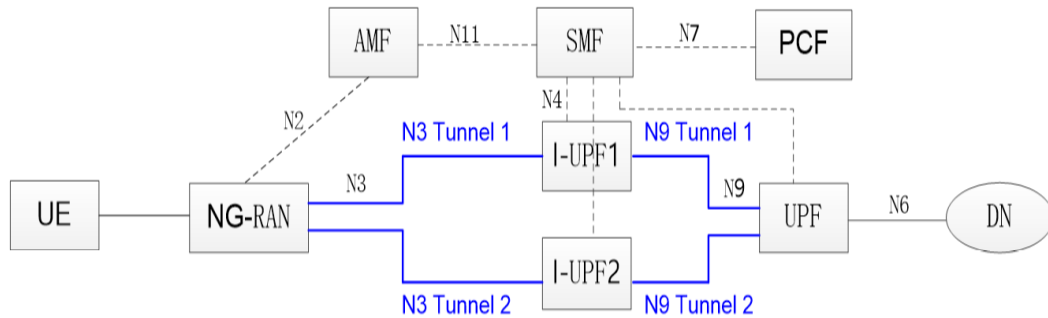 AMF
N11
SMF
N7
PCF
N2
N4
N3 Tunnel 1
I-UPF1
N9 Tunnel 1
N3
N9
UE
NG-RAN
UPF
N6
DN
I-UPF2
N3 Tunnel 2
N9 Tunnel 2